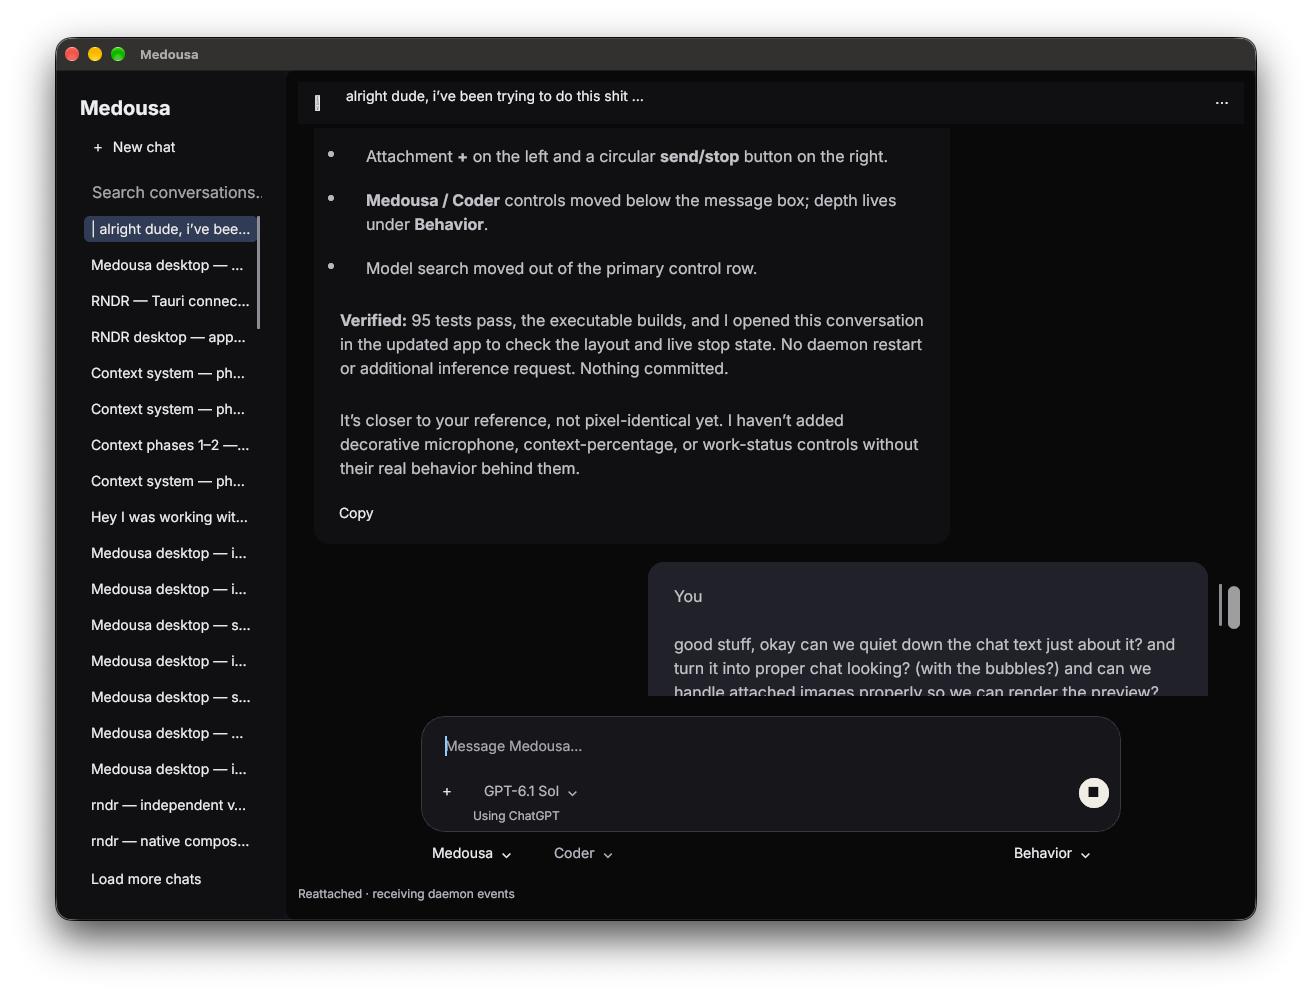 Medousa
Medousa
+ New chat
Search conversations..
alright dude, i've bee...
Medousa desktop — ...
RNDR — Tauri connec...
RNDR desktop — app...
Context system — ph...
Context system — ph...
Context phases 1–2 —...
Context system — ph...
Hey I was working wit...
Medousa desktop — i...
Medousa desktop — i...
Medousa desktop — s...
Medousa desktop — i...
Medousa desktop — s...
Medousa desktop — ...
Medousa desktop — i...
rndr — independent v...
rndr — native compos...
Load more chats
alright dude, i've been trying to do this shit ...
...
• Attachment + on the left and a circular send/stop button on the right.
• Medousa / Coder controls moved below the message box; depth lives
under Behavior.
• Model search moved out of the primary control row.
Verified: 95 tests pass, the executable builds, and I opened this conversation
in the updated app to check the layout and live stop state. No daemon restart
or additional inference request. Nothing committed.
It's closer to your reference, not pixel-identical yet. I haven't added
decorative microphone, context-percentage, or work-status controls without
their real behavior behind them.
Copy
You
good stuff, okay can we quiet down the chat text just about it? and
turn it into proper chat looking? (with the bubbles?) and can we
handle attached images properly so we can render the preview?
Message Medousa...
+ GPT-6.1 Sol
Using ChatGPT
Medousa Coder Behavior
Reattached · receiving daemon events